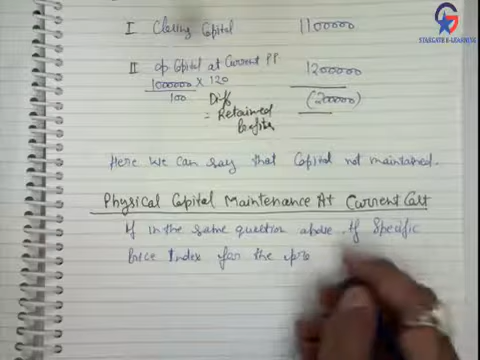 STARGATE E-LEARNING
I Closing Capital 1100000
II Op Capital at Current PP
1000000 X 120 1200000
100 Diff (200000)
= Retained
Benefits
Here we can say that Capital not maintained.
Physical Capital Maintenance At Current Cost
If in the same question above. If Specific
Price Index for the pro